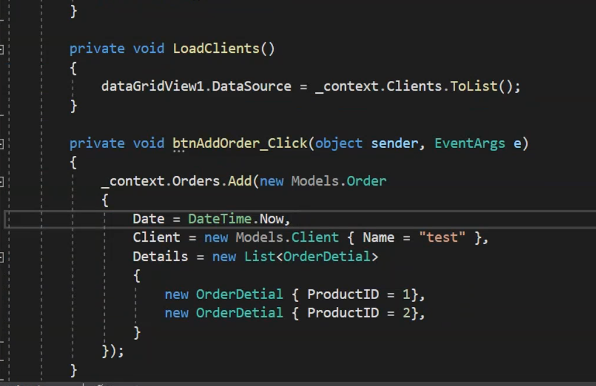 }
private void LoadClients()
{
dataGridView1.DataSource = _context.Clients.ToList();
}
private void btnAddOrder_Click(object sender, EventArgs e)
{
_context.Orders.Add(new Models.Order
{
Date = DateTime.Now,
Client = new Models.Client { Name = "test" },
Details = new List<OrderDetial>
{
new OrderDetial { ProductID = 1},
new OrderDetial { ProductID = 2},
}
});
}